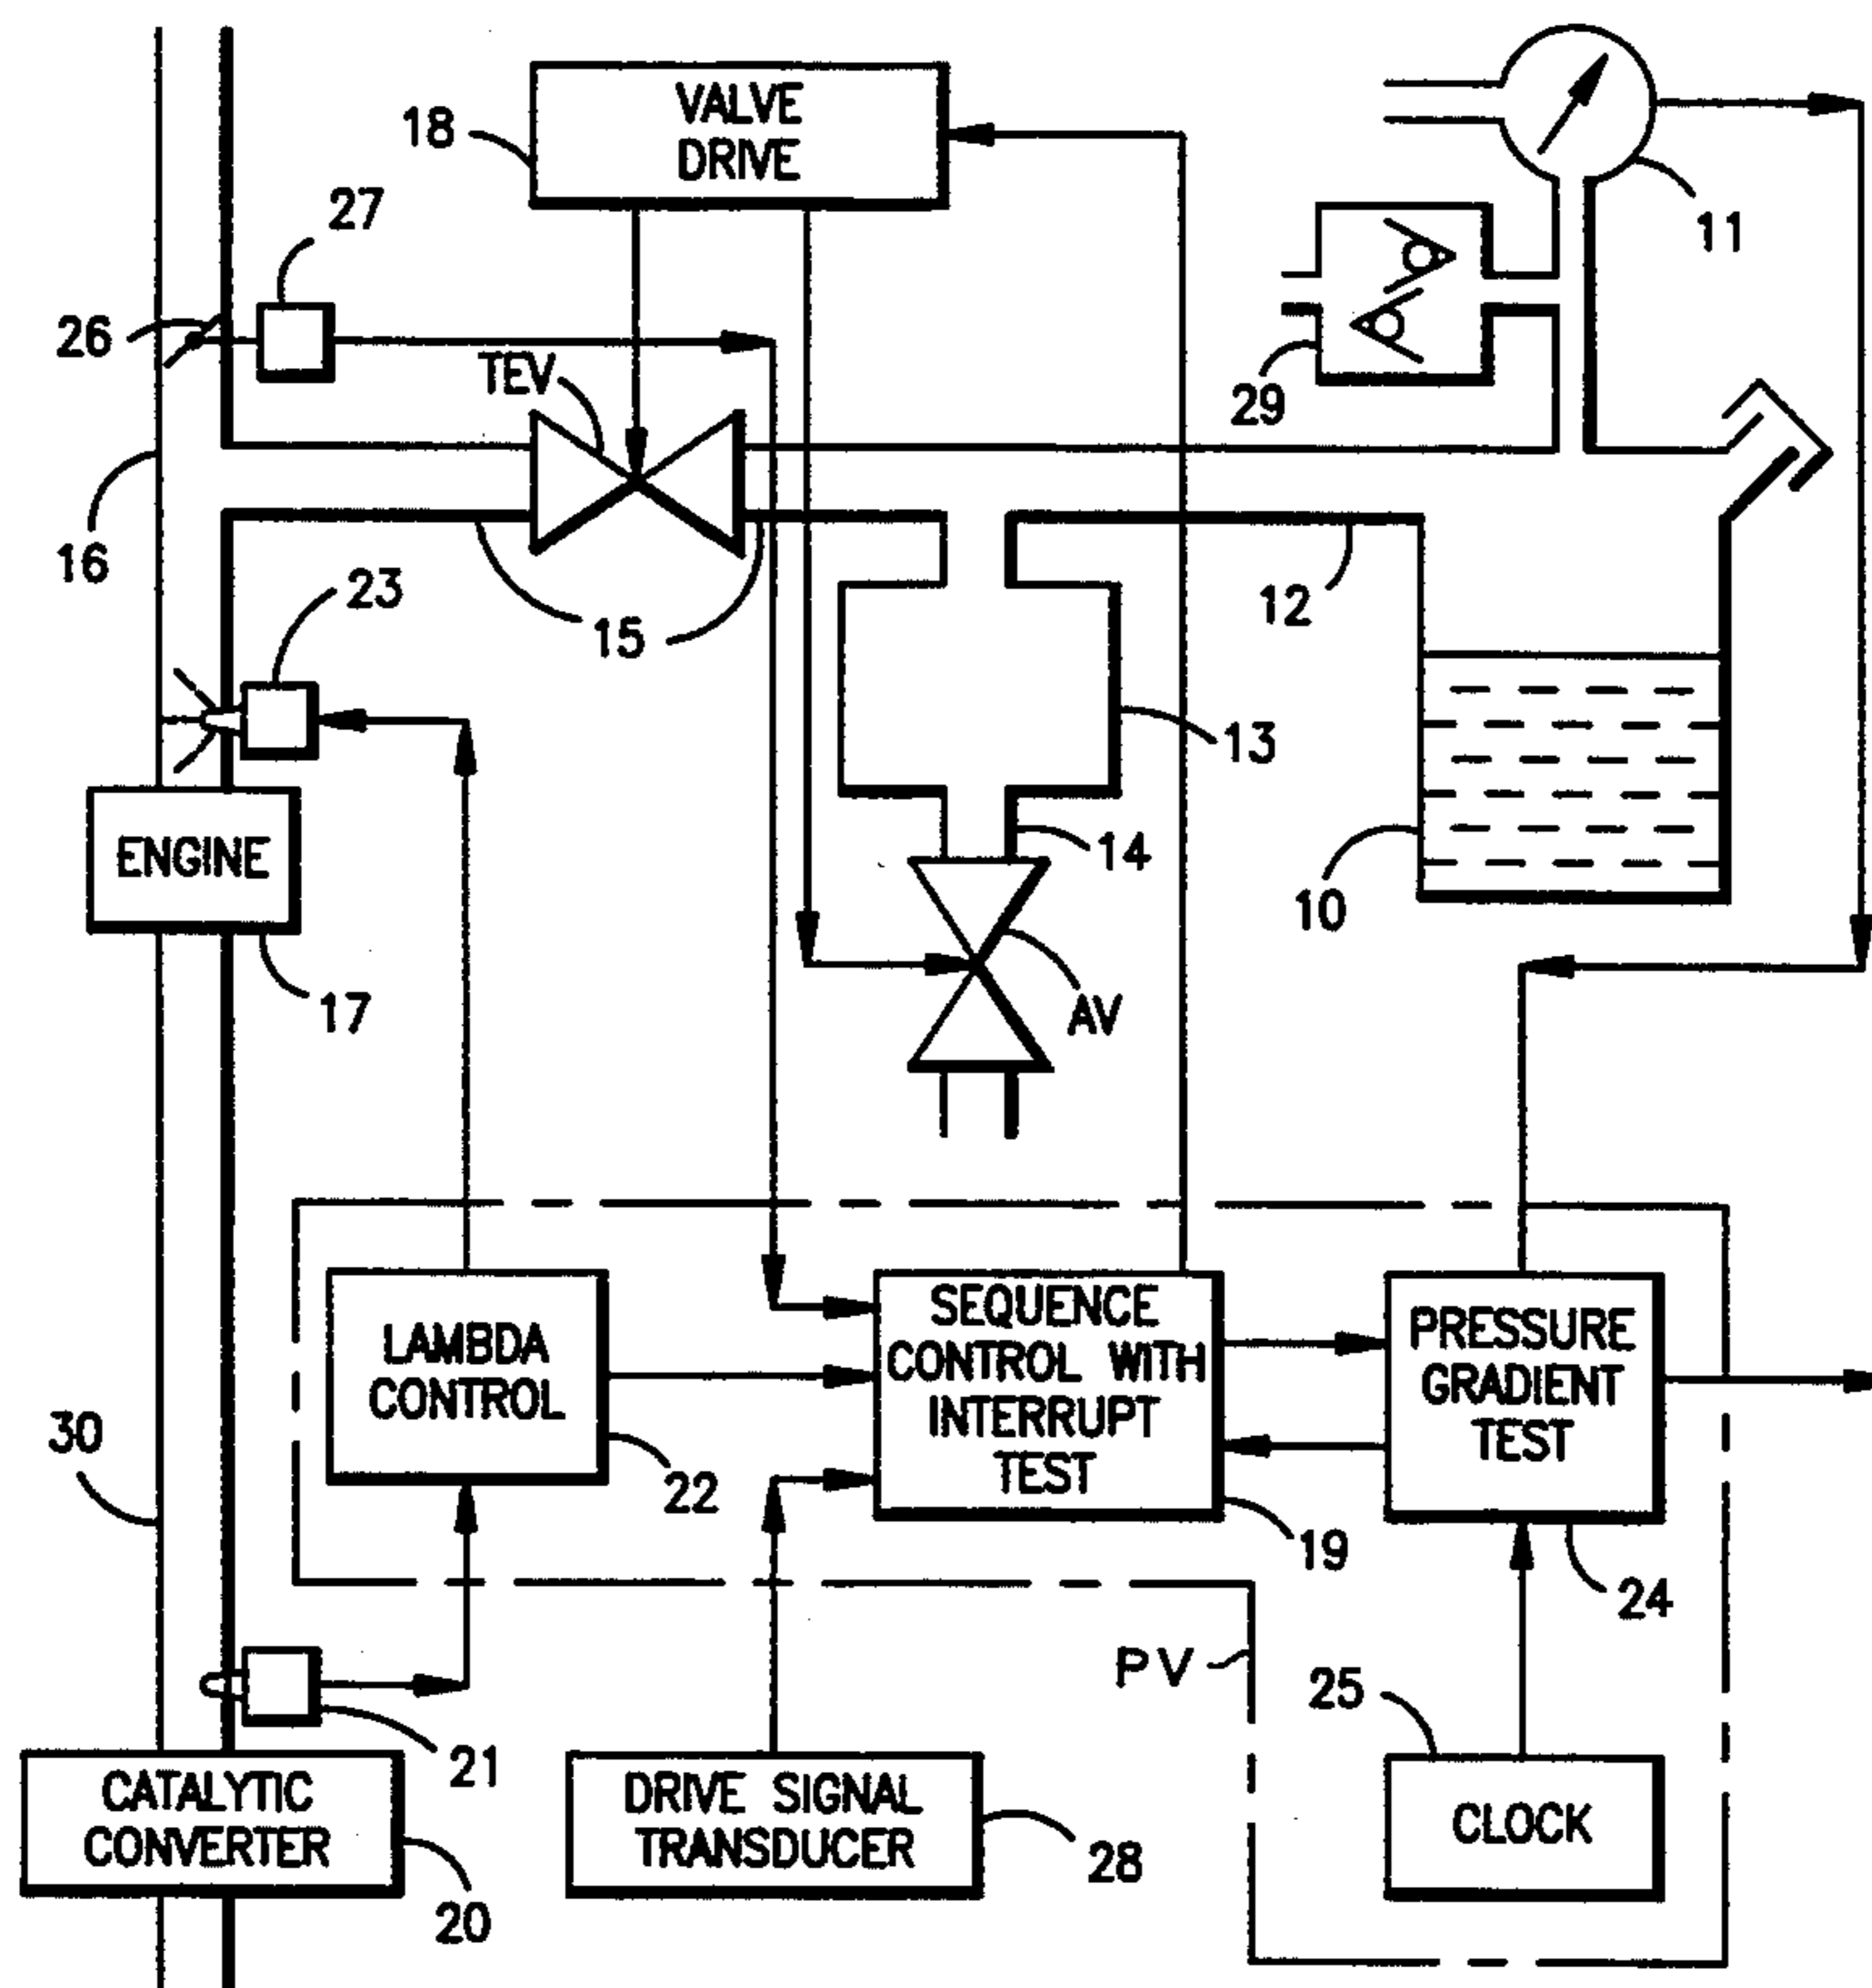 VALVE
DRIVE
18
11
27
26
TEV
29
16
23
15
12
13
ENGINE
14
10
17
AV
LAMBDA
CONTROL
SEQUENCE
CONTROL WITH
INTERRUPT
TEST
PRESSURE
GRADIENT
TEST
30
22
19
24
PV
25
21
CATALYTIC
CONVERTER
DRIVE SIGNAL
TRANSDUCER
CLOCK
28
20